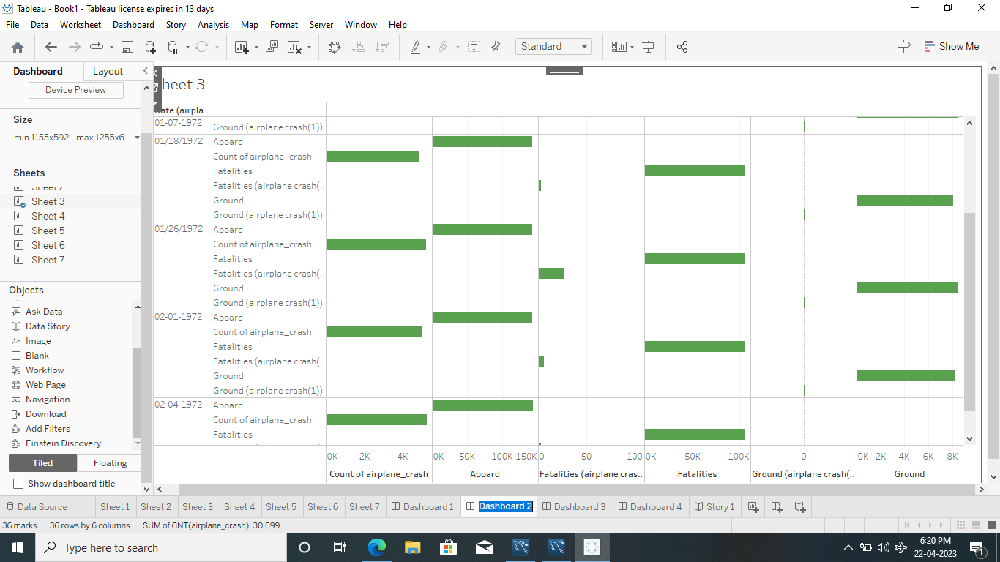 Tableau - Book1 - Tableau license expires in 13 days
File Data Worksheet Dashboard Story Analysis Map Format Server Window Help
Standard
Show Me
Dashboard Layout
Device Preview
Size
min 1155x592 - max 1255x6...
Sheets
Sheet 2
Sheet 3
Sheet 4
Sheet 5
Sheet 6
Sheet 7
Objects
Ask Data
Data Story
Image
Blank
Workflow
Web Page
Navigation
Download
Add Filters
Einstein Discovery
Tiled Floating
Show dashboard title
heet 3
Date (airpla..
01-07-1972 Ground (airplane crash(1))
01/18/1972 Aboard
Count of airplane_crash
Fatalities
Fatalities (airplane crash(..
Ground
Ground (airplane crash(1))
01/26/1972 Aboard
Count of airplane_crash
Fatalities
Fatalities (airplane crash(..
Ground
Ground (airplane crash(1))
02-01-1972 Aboard
Count of airplane_crash
Fatalities
Fatalities (airplane crash(..
Ground
Ground (airplane crash(1))
02-04-1972 Aboard
Count of airplane_crash
Fatalities
0K 2K 4K 0K 50K 100K 150K 0 50 100 0K 50K 100K 0 0K 2K 4K 6K 8K
Count of airplane_crash Aboard Fatalities (airplane cras.. Fatalities Ground (airplane crash(.. Ground
Data Source Sheet 1 Sheet 2 Sheet 3 Sheet 4 Sheet 5 Sheet 6 Sheet 7 Dashboard 1 Dashboard 2 Dashboard 3 Dashboard 4 Story 1
36 marks 36 rows by 6 columns SUM of CNT(airplane_crash): 30,699
Type here to search
6:20 PM
22-04-2023
1